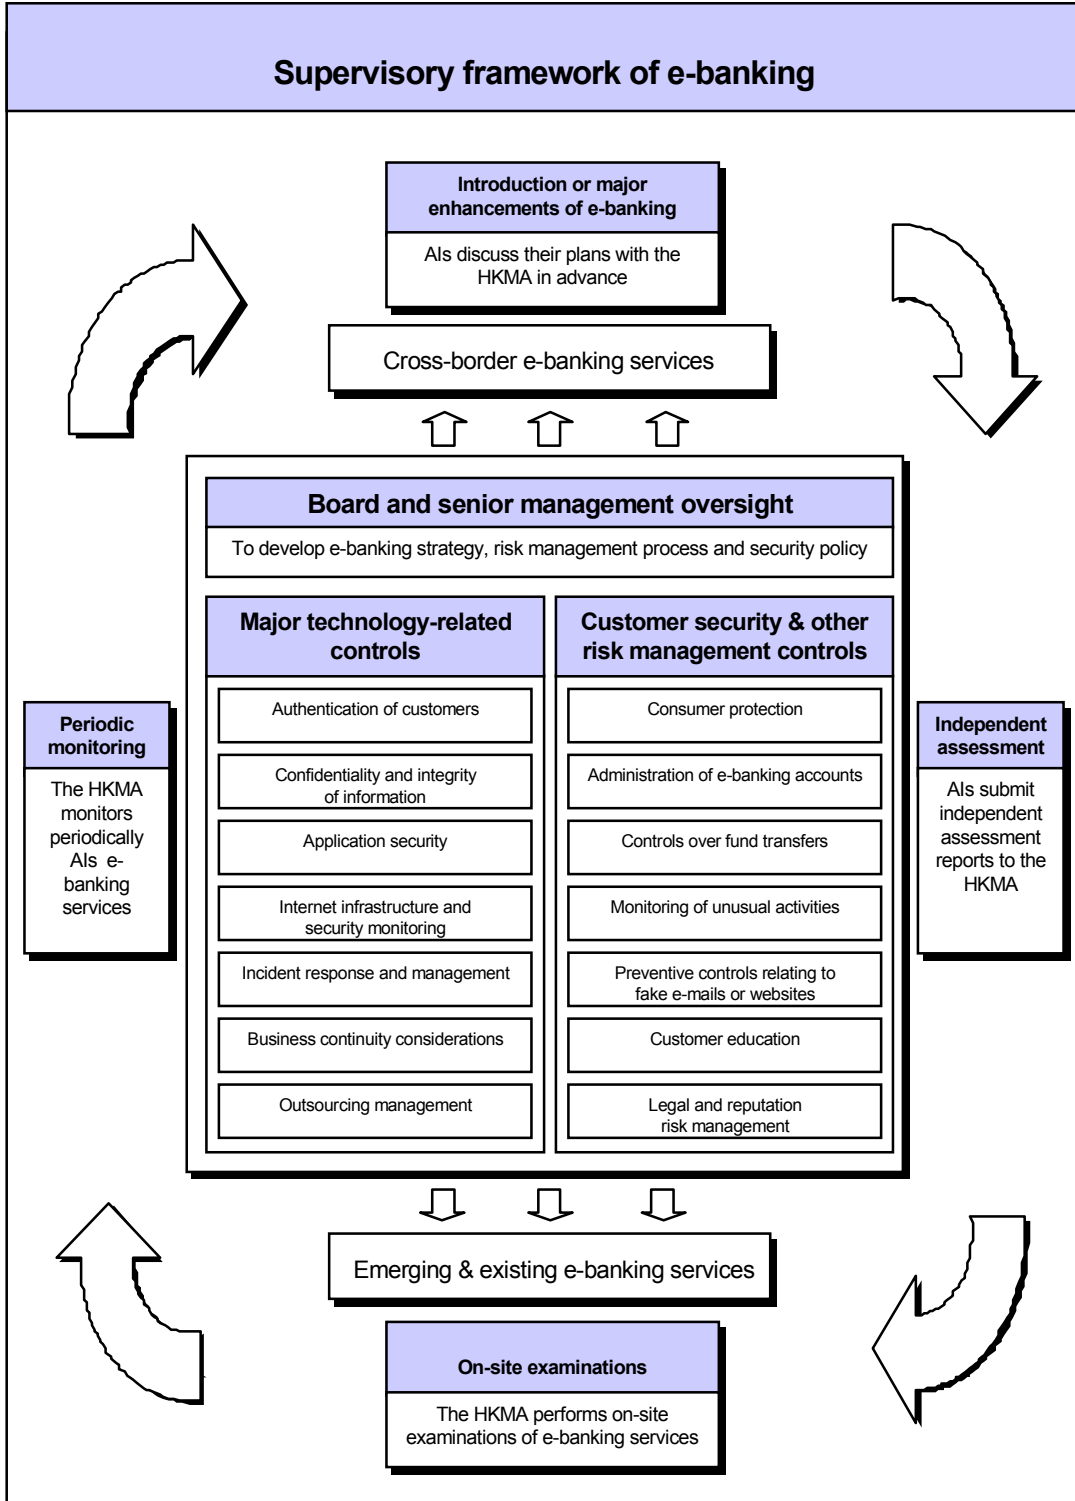 Supervisory framework of e-banking
Introduction or major
enhancements of e-banking
AIs discuss their plans with the
HKMA in advance
Cross-border e-banking services
Board and senior management oversight
To develop e-banking strategy, risk management process and security policy
Major technology-related
controls
Authentication of customers
Confidentiality and integrity
of information
Application security
Internet infrastructure and
security monitoring
Incident response and management
Business continuity considerations
Outsourcing management
Customer security & other
risk management controls
Consumer protection
Administration of e-banking accounts
Controls over fund transfers
Monitoring of unusual activities
Preventive controls relating to
fake e-mails or websites
Customer education
Legal and reputation
risk management
Periodic
monitoring
The HKMA
monitors
periodically
AIs e-
banking
services
Independent
assessment
AIs submit
independent
assessment
reports to the
HKMA
Emerging & existing e-banking services
On-site examinations
The HKMA performs on-site
examinations of e-banking services